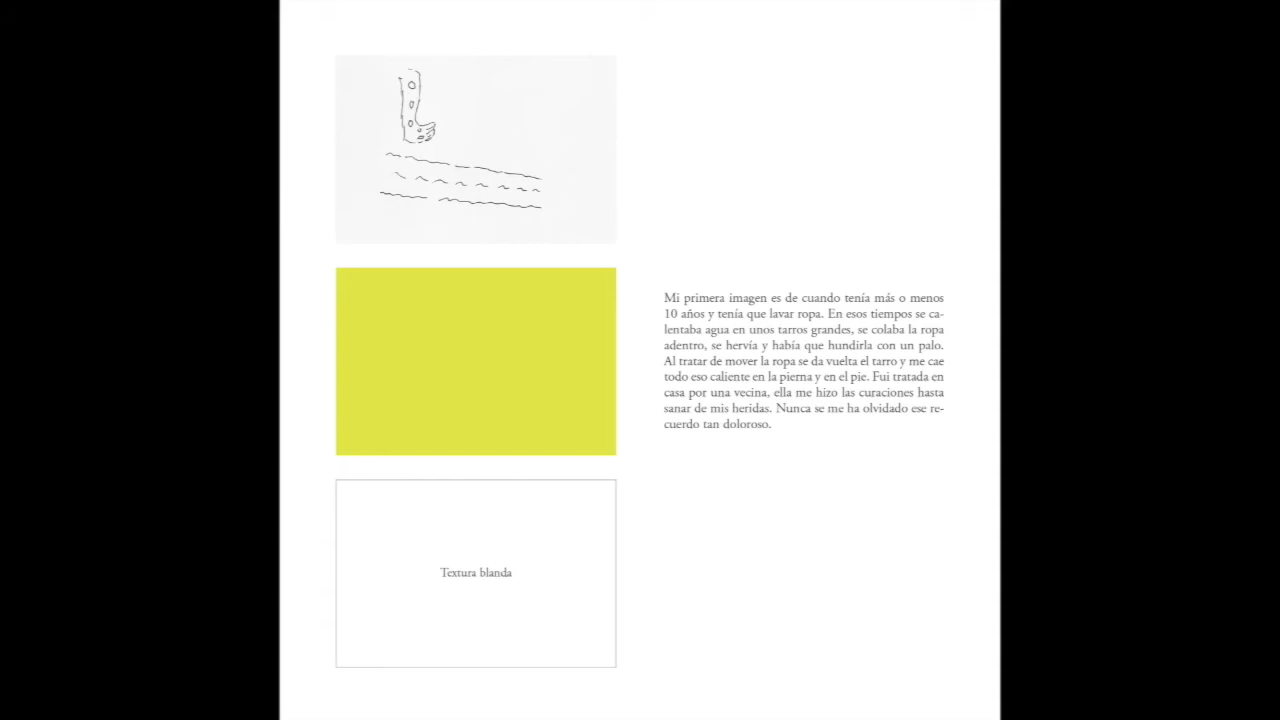 Mi primera imagen es de cuando tenía más o menos
10 años y tenía que lavar ropa. En esos tiempos se ca-
lentaba agua en unos tarros grandes, se colaba la ropa
adentro, se hervía y había que hundirla con un palo.
Al tratar de mover la ropa se da vuelta el tarro y me cae
todo eso caliente en la pierna y en el pie. Fui tratada en
casa por una vecina, ella me hizo las curaciones hasta
sanar de mis heridas. Nunca se me ha olvidado ese re-
cuerdo tan doloroso.
Textura blanda